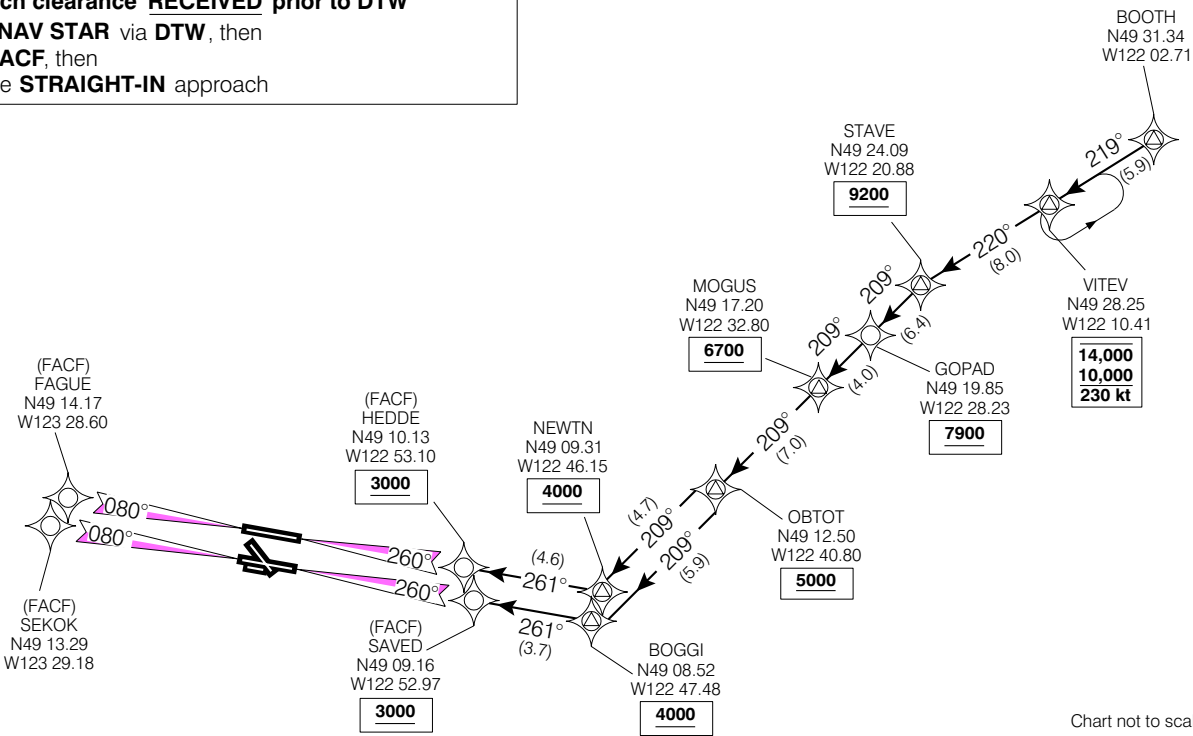 ch clearance RECEIVED prior to DTW
NAV STAR via DTW, then
ACF, then
e STRAIGHT-IN approach
BOOTH
N49 31.34
W122 02.71
219°
(5.9)
STAVE
N49 24.09
W122 20.88
9200
220°
(8.0)
VITEV
N49 28.25
W122 10.41
14,000
10,000
230 kt
209°
(6.4)
MOGUS
N49 17.20
W122 32.80
6700
209°
(4.0)
GOPAD
N49 19.85
W122 28.23
7900
209°
(7.0)
(FACF)
FAGUE
N49 14.17
W123 28.60
(FACF)
HEDDE
N49 10.13
W122 53.10
3000
NEWTN
N49 09.31
W122 46.15
4000
OBTOT
N49 12.50
W122 40.80
5000
(4.7)
209°
209°
(5.9)
080°
080°
260°
260°
(4.6)
261°
261°
(3.7)
(FACF)
SEKOK
N49 13.29
W123 29.18
(FACF)
SAVED
N49 09.16
W122 52.97
3000
BOGGI
N49 08.52
W122 47.48
4000
Chart not to sca